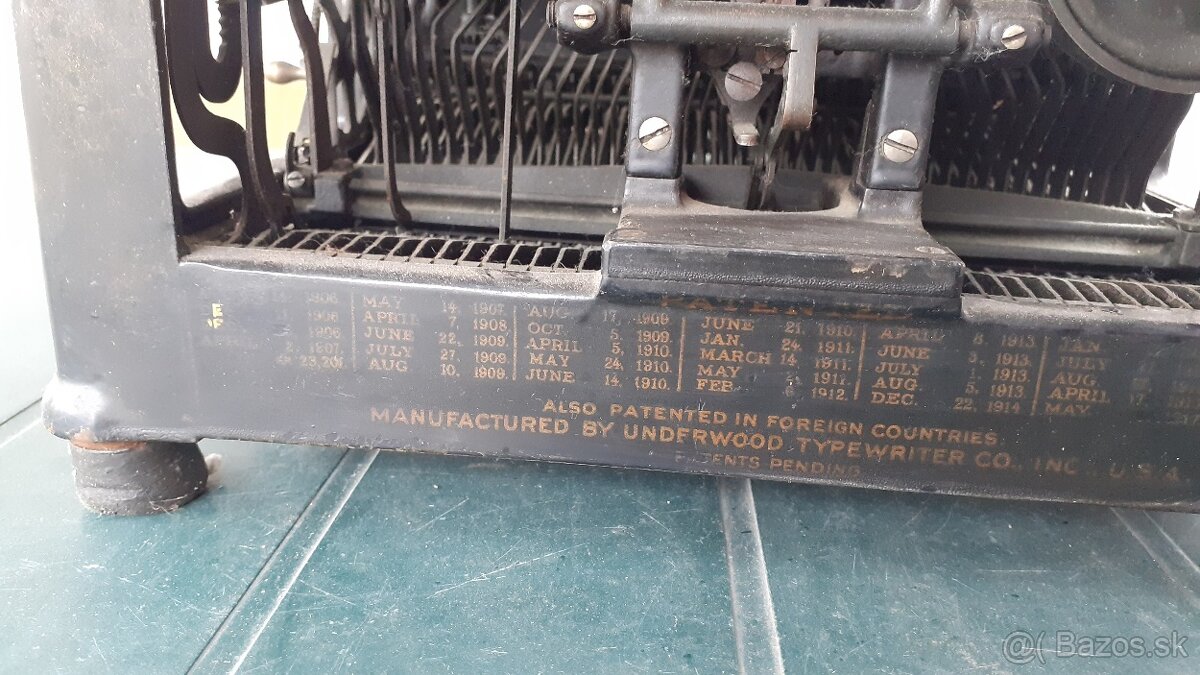 PATENTED
1906 MAY 14. 1907. AUG. 17. 1909 JUNE 21. 1910. APRIL 8. 1913. JAN.
1906 APRIL 7. 1908 OCT. 5. 1909. JAN. 24. 1911. JUNE 3. 1913. JULY
1906 JUNE 22. 1909. APRIL 5. 1910. MARCH 14. 1911. JULY 1. 1913. AUG.
1907 JULY 27. 1909. MAY 24. 1910. MAY 1911. AUG. 5. 1913. APRIL
AUG 10. 1909. JUNE 14. 1910. FEB. 6. 1912. DEC. 22. 1914 MAY.
ALSO PATENTED IN FOREIGN COUNTRIES
MANUFACTURED BY UNDERWOOD TYPEWRITER CO., INC., U.S.A.
PATENTS PENDING
Bazos.sk